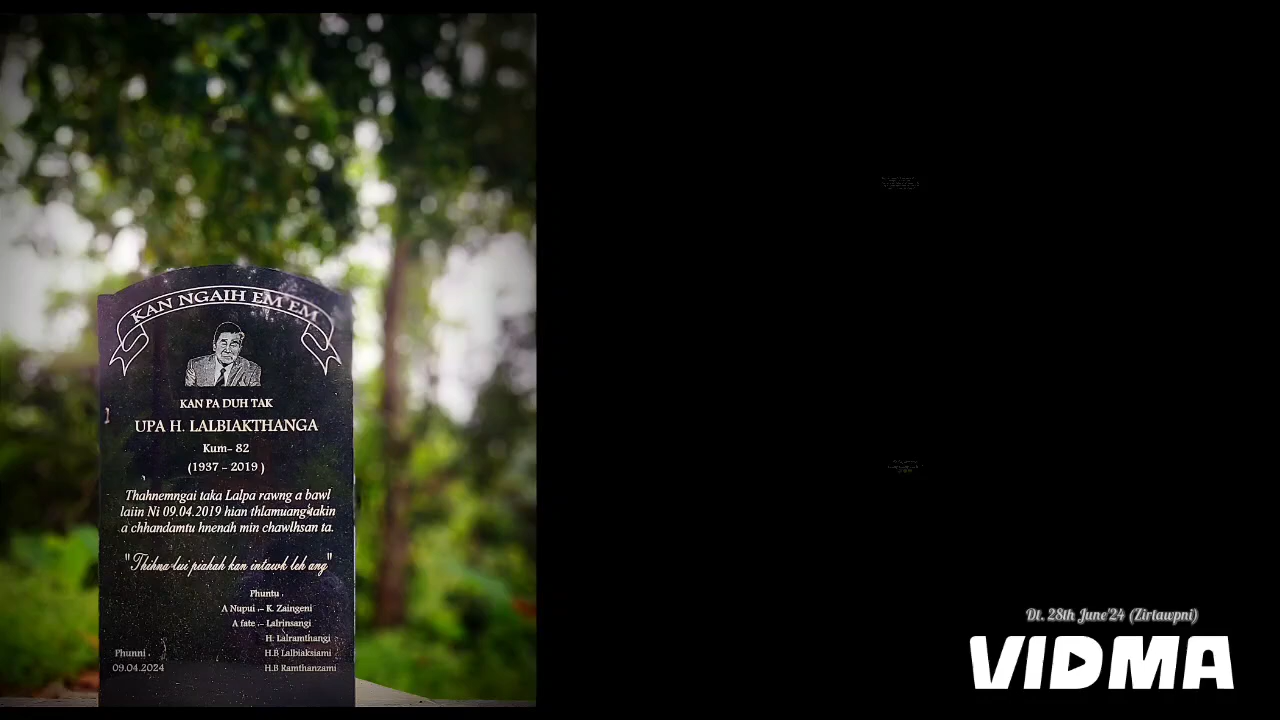 KAN NGAIH EM EM
KAN PA DUH TAK
UPA H. LALBIAKTHANGA
Kum- 82
(1937 - 2019 )
Thahnemngai taka Lalpa rawng a bawl
laiin Ni 09.04.2019 hian thlamuang takin
a chhandamtu hnenah min chawlhsan ta.
"Thihna-lui piahah kan intawk leh ang"
Phuntu
A Nupui :- K. Zaingeni
A fate :- Lalrinsangi
H. Lalramthangi
H.B Lalbiaksiami
H.B Ramthanzami
Phunni
09.04.2024
Dt. 28th June'24 (Zirtawpni)
VIDMA